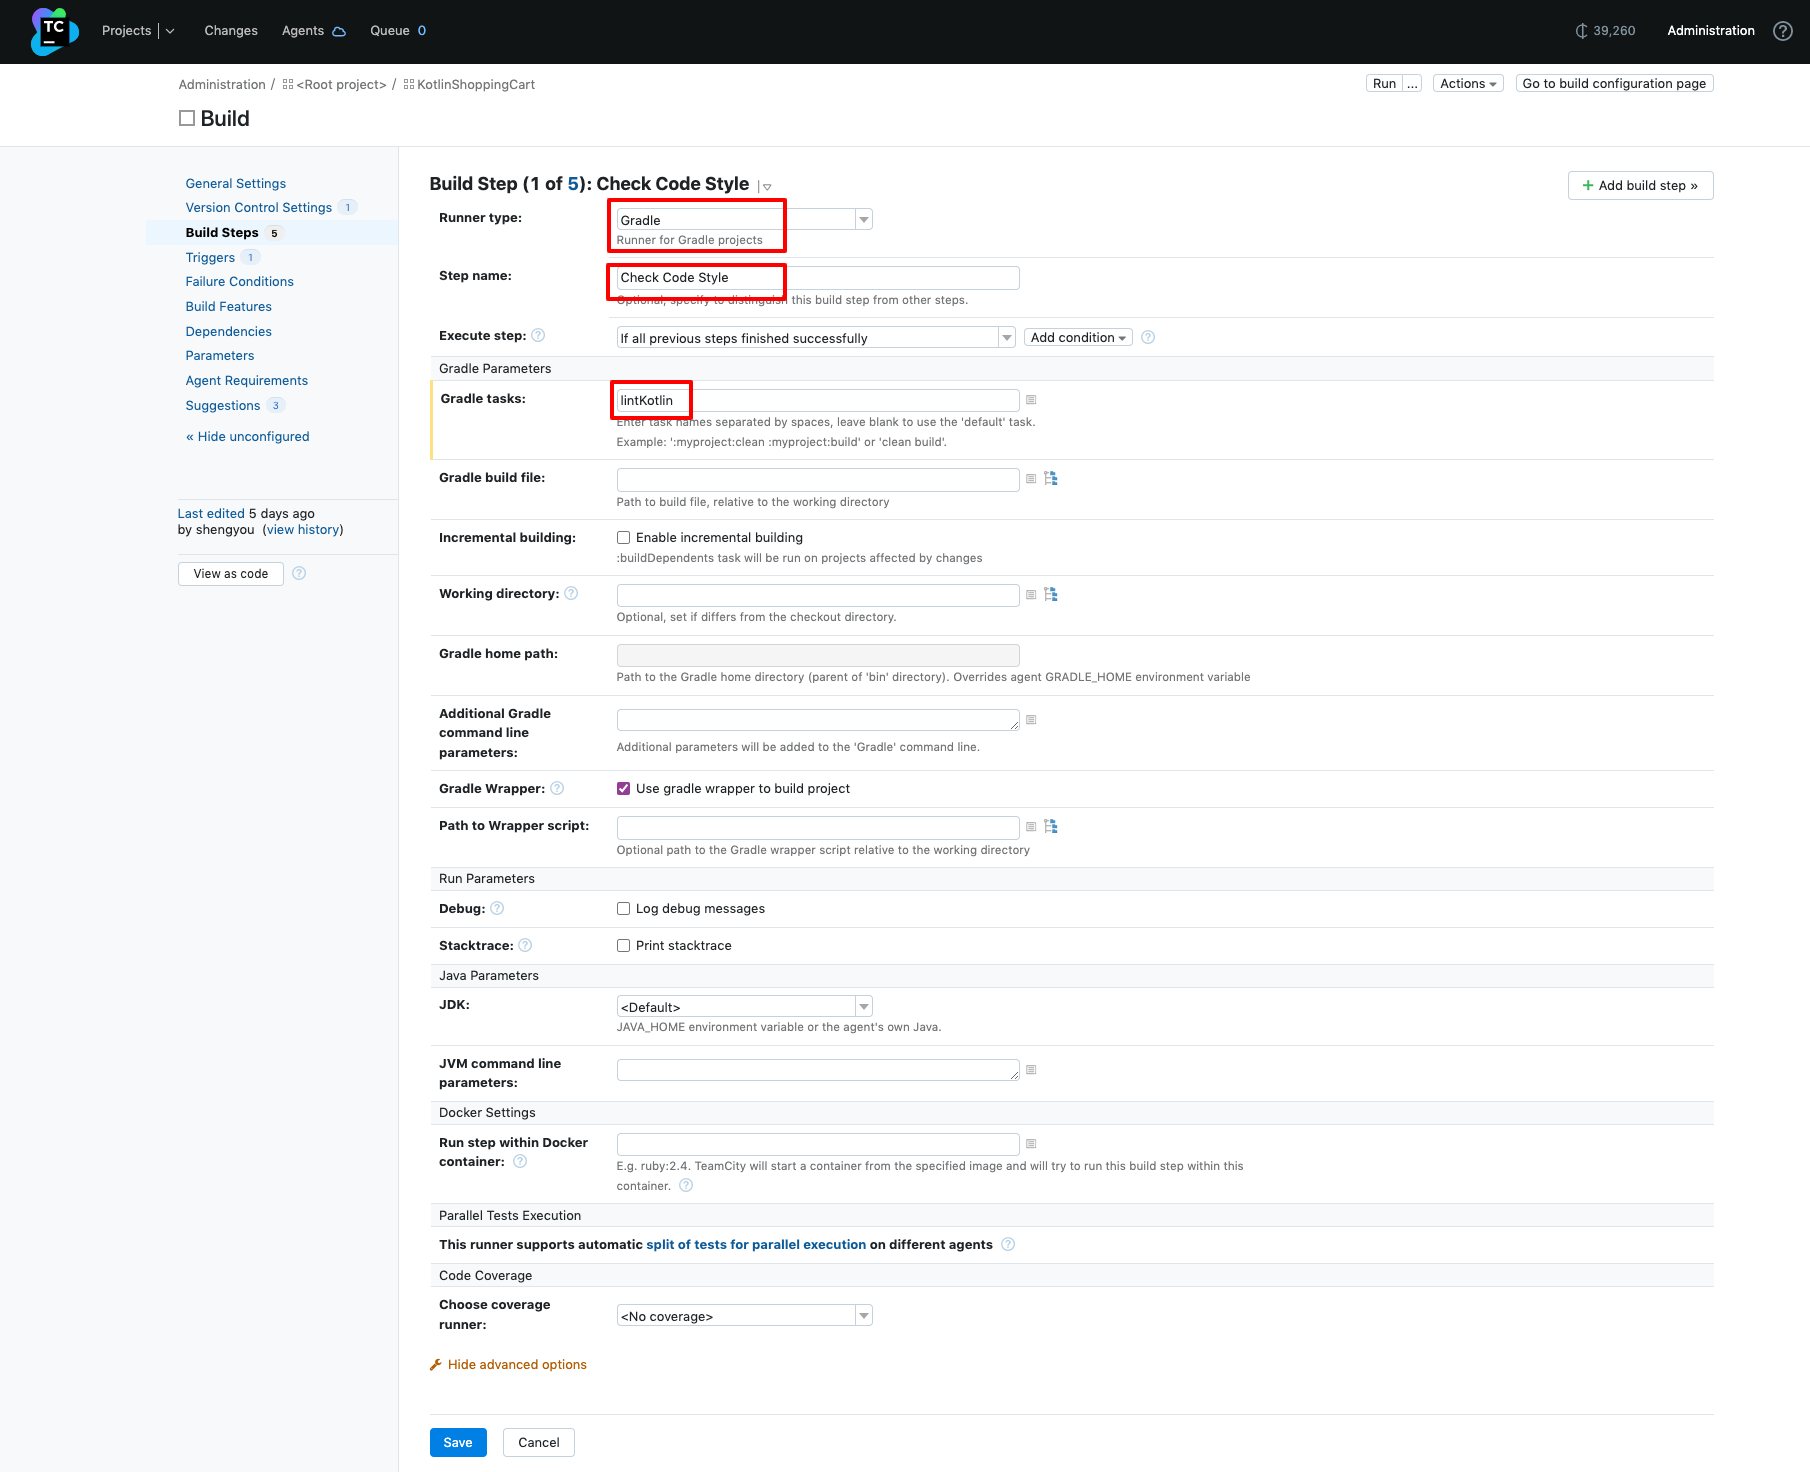 TC
Projects
Changes
Agents
Queue 0
39,260
Administration
?
Administration / <Root project> / KotlinShoppingCart
Run ...
Actions
Go to build configuration page
Build
General Settings
Version Control Settings 1
Build Steps 5
Triggers 1
Failure Conditions
Build Features
Dependencies
Parameters
Agent Requirements
Suggestions 3
« Hide unconfigured
Last edited 5 days ago
by shengyou (view history)
View as code ?
Build Step (1 of 5): Check Code Style
+ Add build step »
Runner type:
Gradle
Runner for Gradle projects
Step name:
Check Code Style
Optional, specify to distinguish this build step from other steps.
Execute step: ?
If all previous steps finished successfully
Add condition ?
Gradle Parameters
Gradle tasks:
lintKotlin
Enter task names separated by spaces, leave blank to use the 'default' task.
Example: ':myproject:clean :myproject:build' or 'clean build'.
Gradle build file:
Path to build file, relative to the working directory
Incremental building:
Enable incremental building
:buildDependents task will be run on projects affected by changes
Working directory: ?
Optional, set if differs from the checkout directory.
Gradle home path:
Path to the Gradle home directory (parent of 'bin' directory). Overrides agent GRADLE_HOME environment variable
Additional Gradle
command line
parameters:
Additional parameters will be added to the 'Gradle' command line.
Gradle Wrapper: ?
Use gradle wrapper to build project
Path to Wrapper script:
Optional path to the Gradle wrapper script relative to the working directory
Run Parameters
Debug: ?
Log debug messages
Stacktrace: ?
Print stacktrace
Java Parameters
JDK:
<Default>
JAVA_HOME environment variable or the agent's own Java.
JVM command line
parameters:
Docker Settings
Run step within Docker
container: ?
E.g. ruby:2.4. TeamCity will start a container from the specified image and will try to run this build step within this
container. ?
Parallel Tests Execution
This runner supports automatic split of tests for parallel execution on different agents ?
Code Coverage
Choose coverage
runner:
<No coverage>
Hide advanced options
Save
Cancel